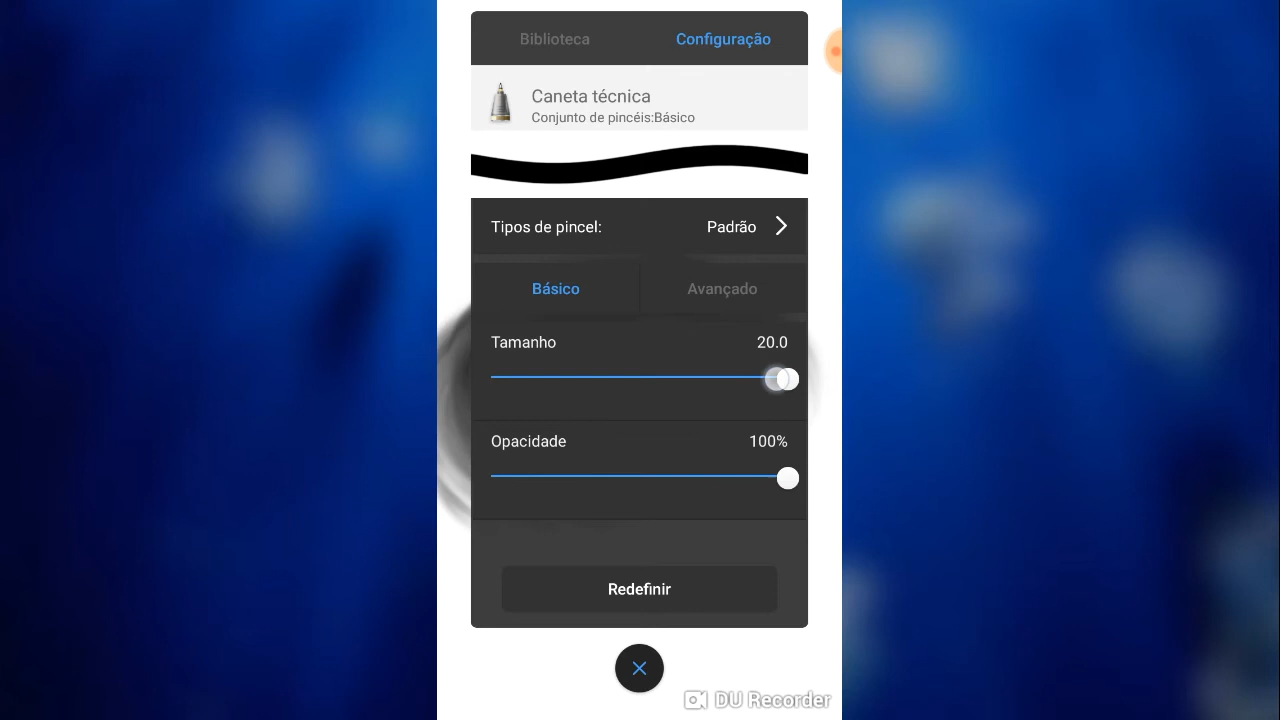 Biblioteca Configuração
Caneta técnica
Conjunto de pincéis:Básico
Tipos de pincel: Padrão
Básico Avançado
Tamanho 20.0
Opacidade 100%
Redefinir
DU Recorder